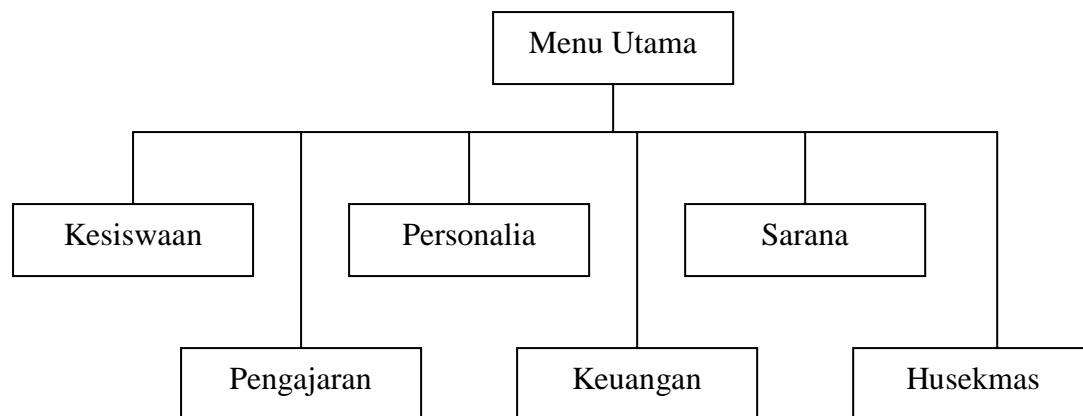 Menu Utama
Kesiswaan
Personalia
Sarana
Pengajaran
Keuangan
Husekmas